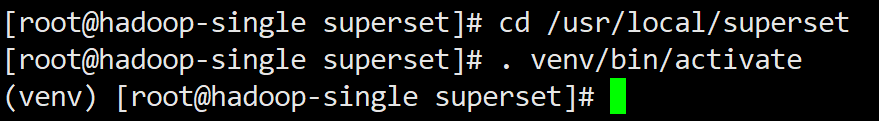 [root@hadoop-single superset]# cd /usr/local/superset
[root@hadoop-single superset]# . venv/bin/activate
(venv) [root@hadoop-single superset]#